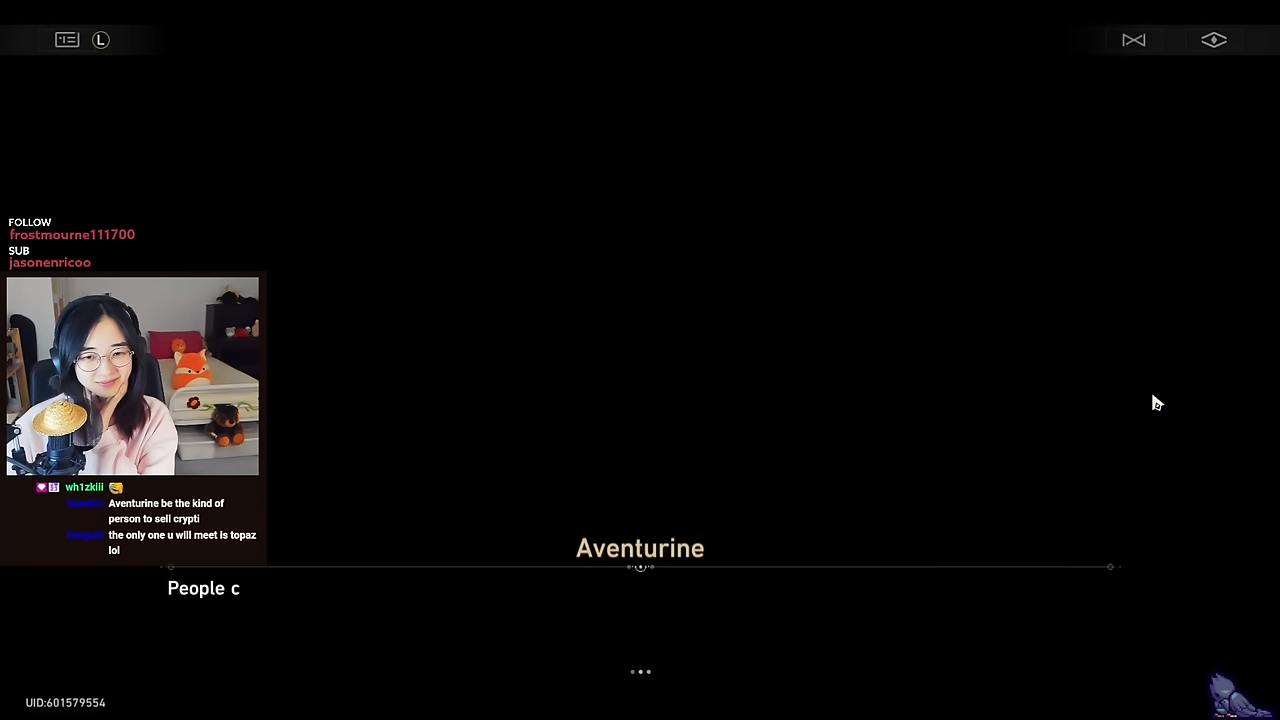 L
FOLLOW
frostmourne111700
SUB
jasonenricoo
wh1zkiii
Aventurine be the kind of
person to sell crypti
the only one u will meet is topaz
lol
Aventurine
People c
UID:601579554